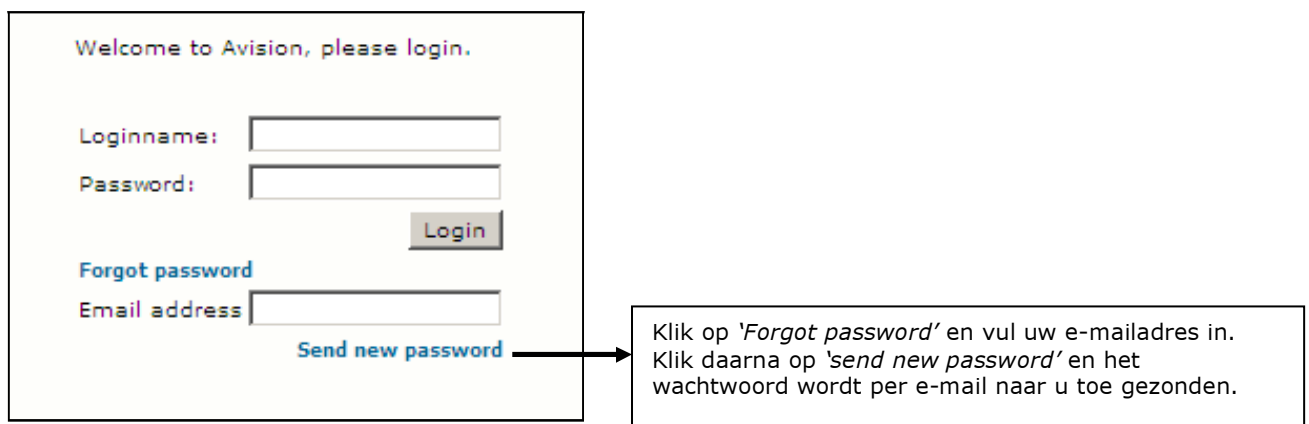 Welcome to Avision, please login.
Loginname:
Password:
Login
Forgot password
Email address
Send new password
Klik op ‘Forgot password’ en vul uw e-mailadres in.
Klik daarna op ‘send new password’ en het
wachtwoord wordt per e-mail naar u toe gezonden.